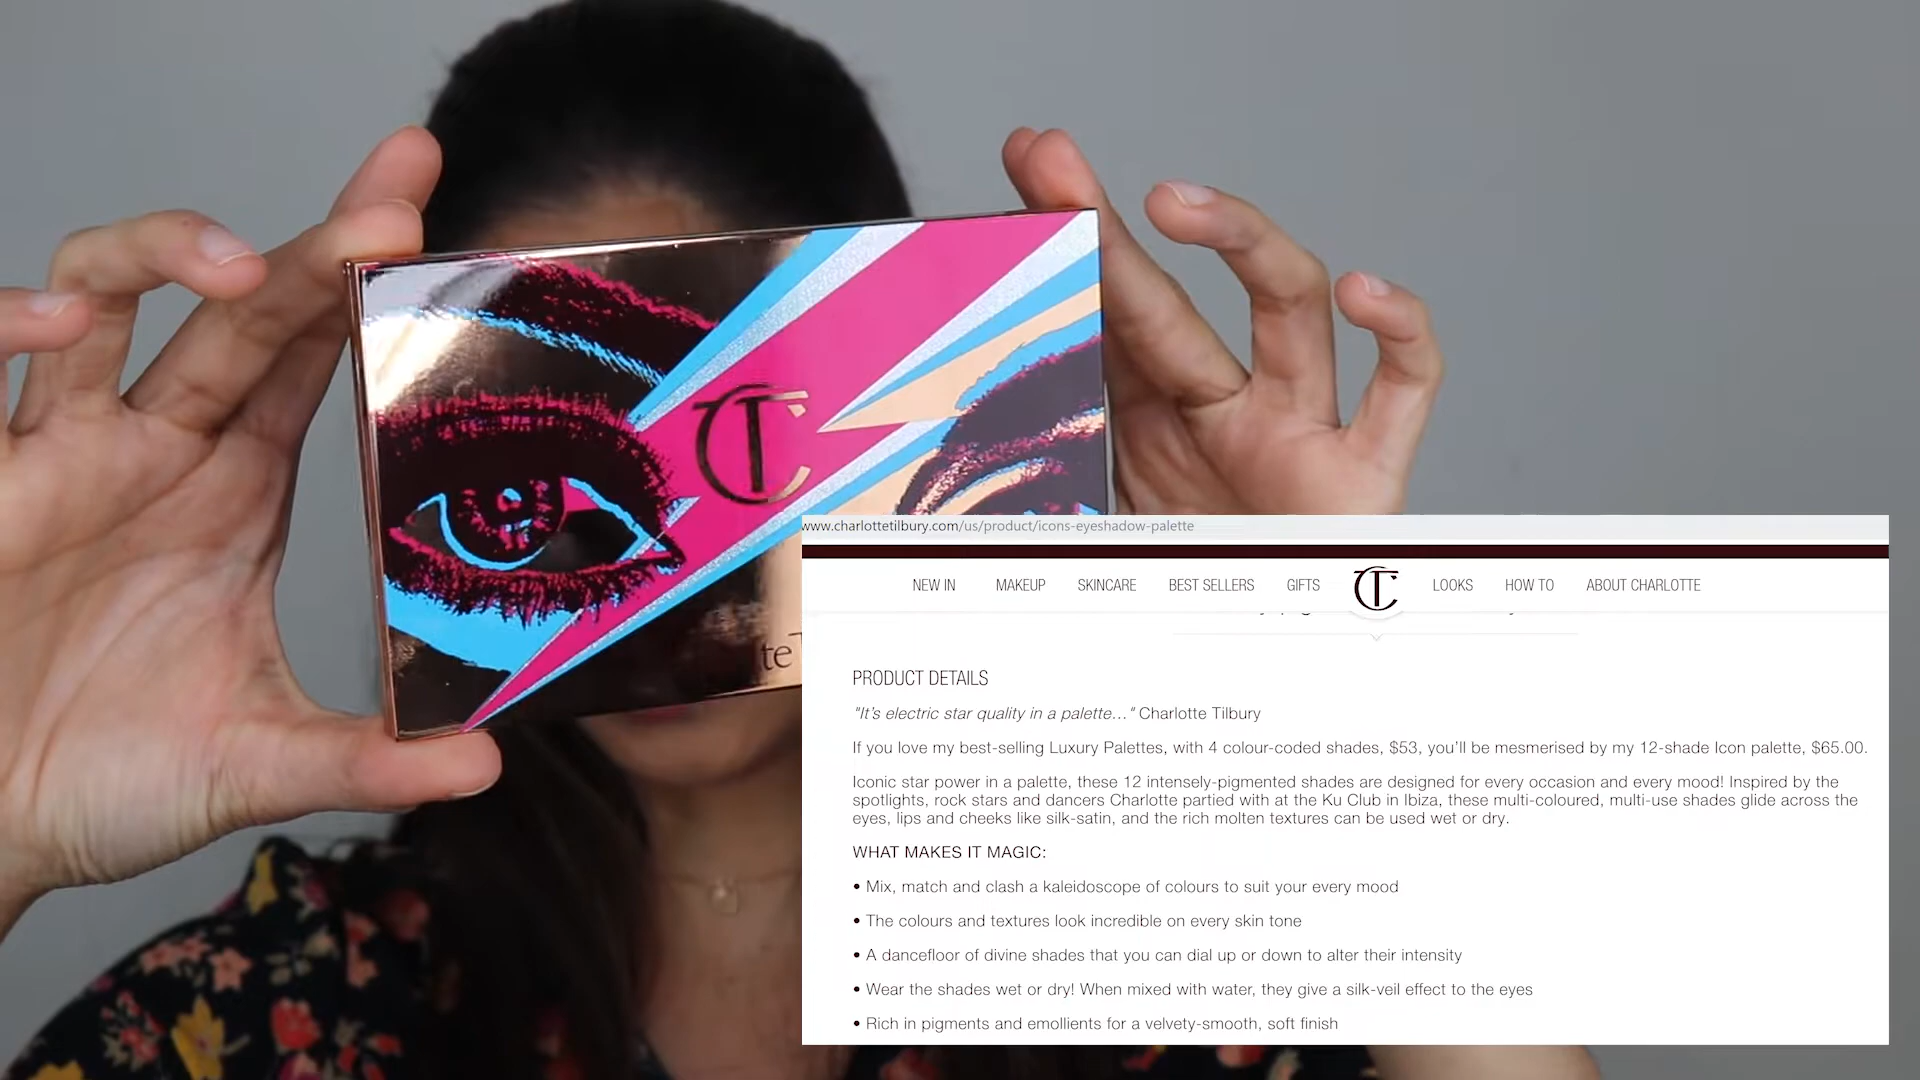 CT
te T
www.charlottetilbury.com/us/product/icons-eyeshadow-palette
NEW IN MAKEUP SKINCARE BEST SELLERS GIFTS CT LOOKS HOW TO ABOUT CHARLOTTE
PRODUCT DETAILS
"It's electric star quality in a palette..." Charlotte Tilbury
If you love my best-selling Luxury Palettes, with 4 colour-coded shades, $53, you'll be mesmerised by my 12-shade Icon palette, $65.00.
Iconic star power in a palette, these 12 intensely-pigmented shades are designed for every occasion and every mood! Inspired by the
spotlights, rock stars and dancers Charlotte partied with at the Ku Club in Ibiza, these multi-coloured, multi-use shades glide across the
eyes, lips and cheeks like silk-satin, and the rich molten textures can be used wet or dry.
WHAT MAKES IT MAGIC:
• Mix, match and clash a kaleidoscope of colours to suit your every mood
• The colours and textures look incredible on every skin tone
• A dancefloor of divine shades that you can dial up or down to alter their intensity
• Wear the shades wet or dry! When mixed with water, they give a silk-veil effect to the eyes
• Rich in pigments and emollients for a velvety-smooth, soft finish